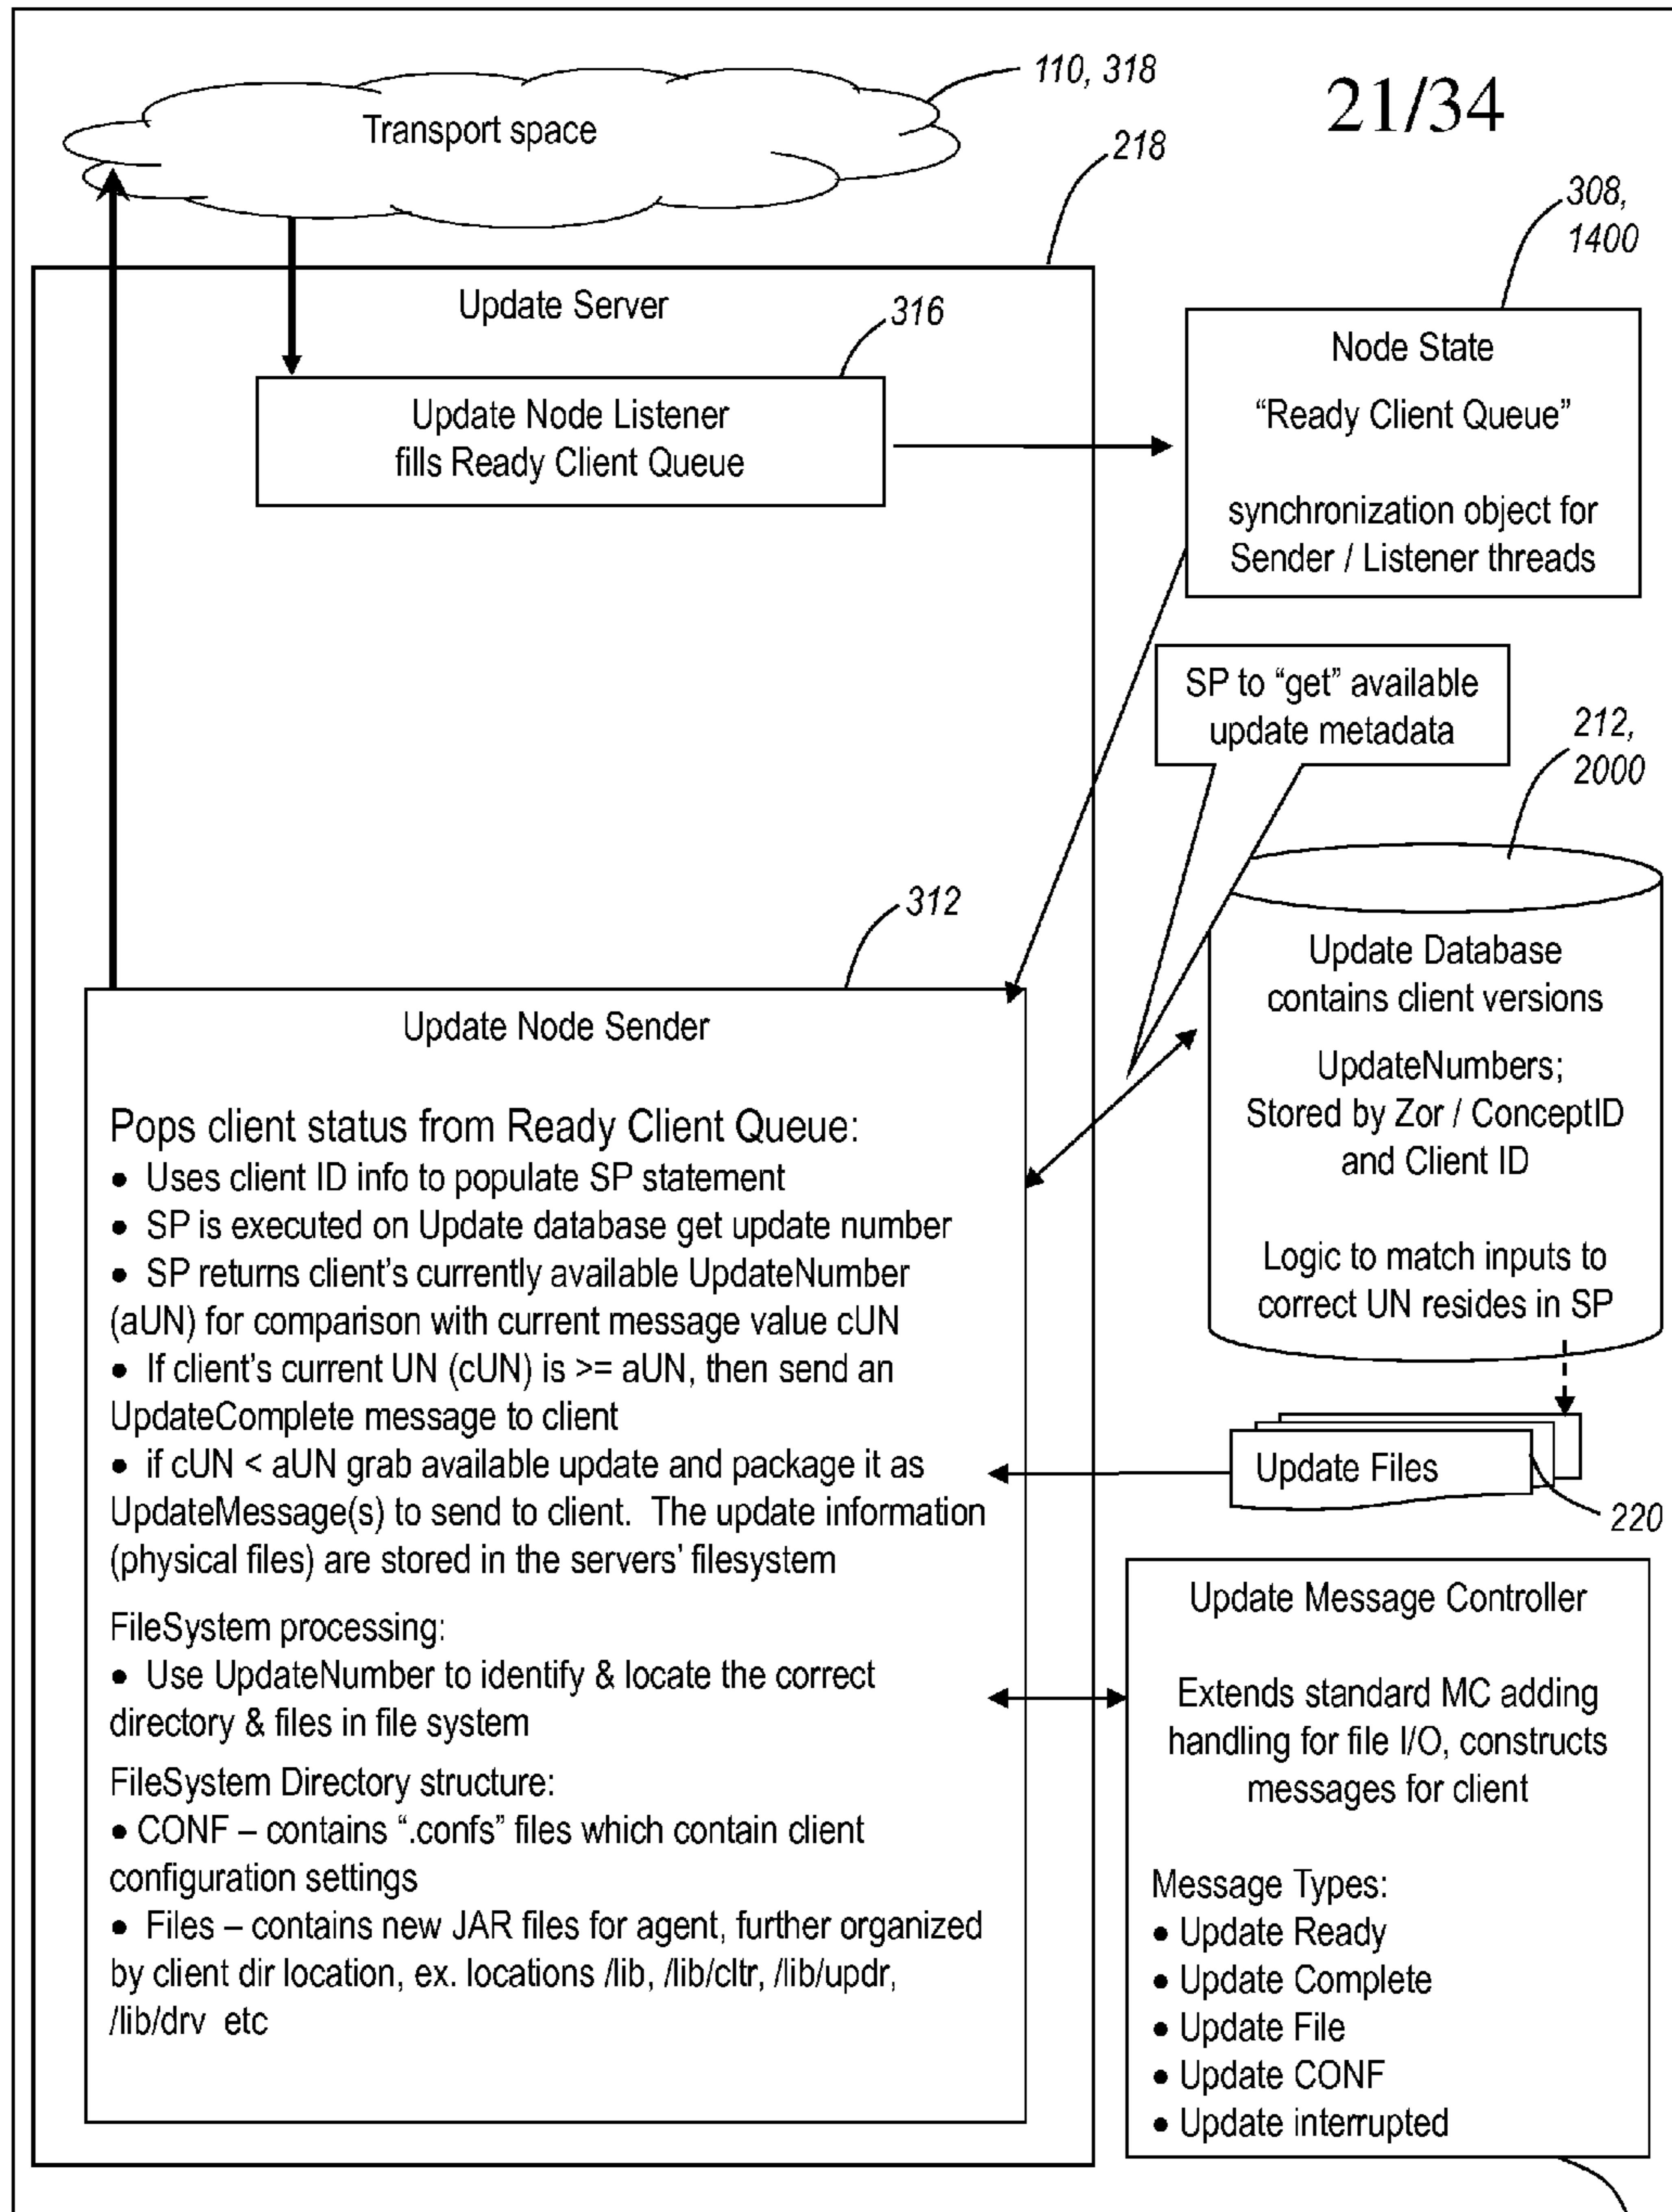 110, 318
21/34
Transport space
218
308,
1400
Update Server
316
Node State
Update Node Listener
fills Ready Client Queue
“Ready Client Queue”
synchronization object for
Sender / Listener threads
SP to “get” available
update metadata
212,
2000
312
Update Database
contains client versions
UpdateNumbers;
Stored by Zor / ConceptID
and Client ID
Logic to match inputs to
correct UN resides in SP
Update Node Sender
Pops client status from Ready Client Queue:
• Uses client ID info to populate SP statement
• SP is executed on Update database get update number
• SP returns client’s currently available UpdateNumber
(aUN) for comparison with current message value cUN
• If client’s current UN (cUN) is >= aUN, then send an
UpdateComplete message to client
• if cUN < aUN grab available update and package it as
UpdateMessage(s) to send to client. The update information
(physical files) are stored in the servers’ filesystem
FileSystem processing:
• Use UpdateNumber to identify & locate the correct
directory & files in file system
FileSystem Directory structure:
• CONF – contains “.confs” files which contain client
configuration settings
• Files – contains new JAR files for agent, further organized
by client dir location, ex. locations /lib, /lib/cltr, /lib/updr,
/lib/drv etc
Update Files
220
Update Message Controller
Extends standard MC adding
handling for file I/O, constructs
messages for client
Message Types:
• Update Ready
• Update Complete
• Update File
• Update CONF
• Update interrupted